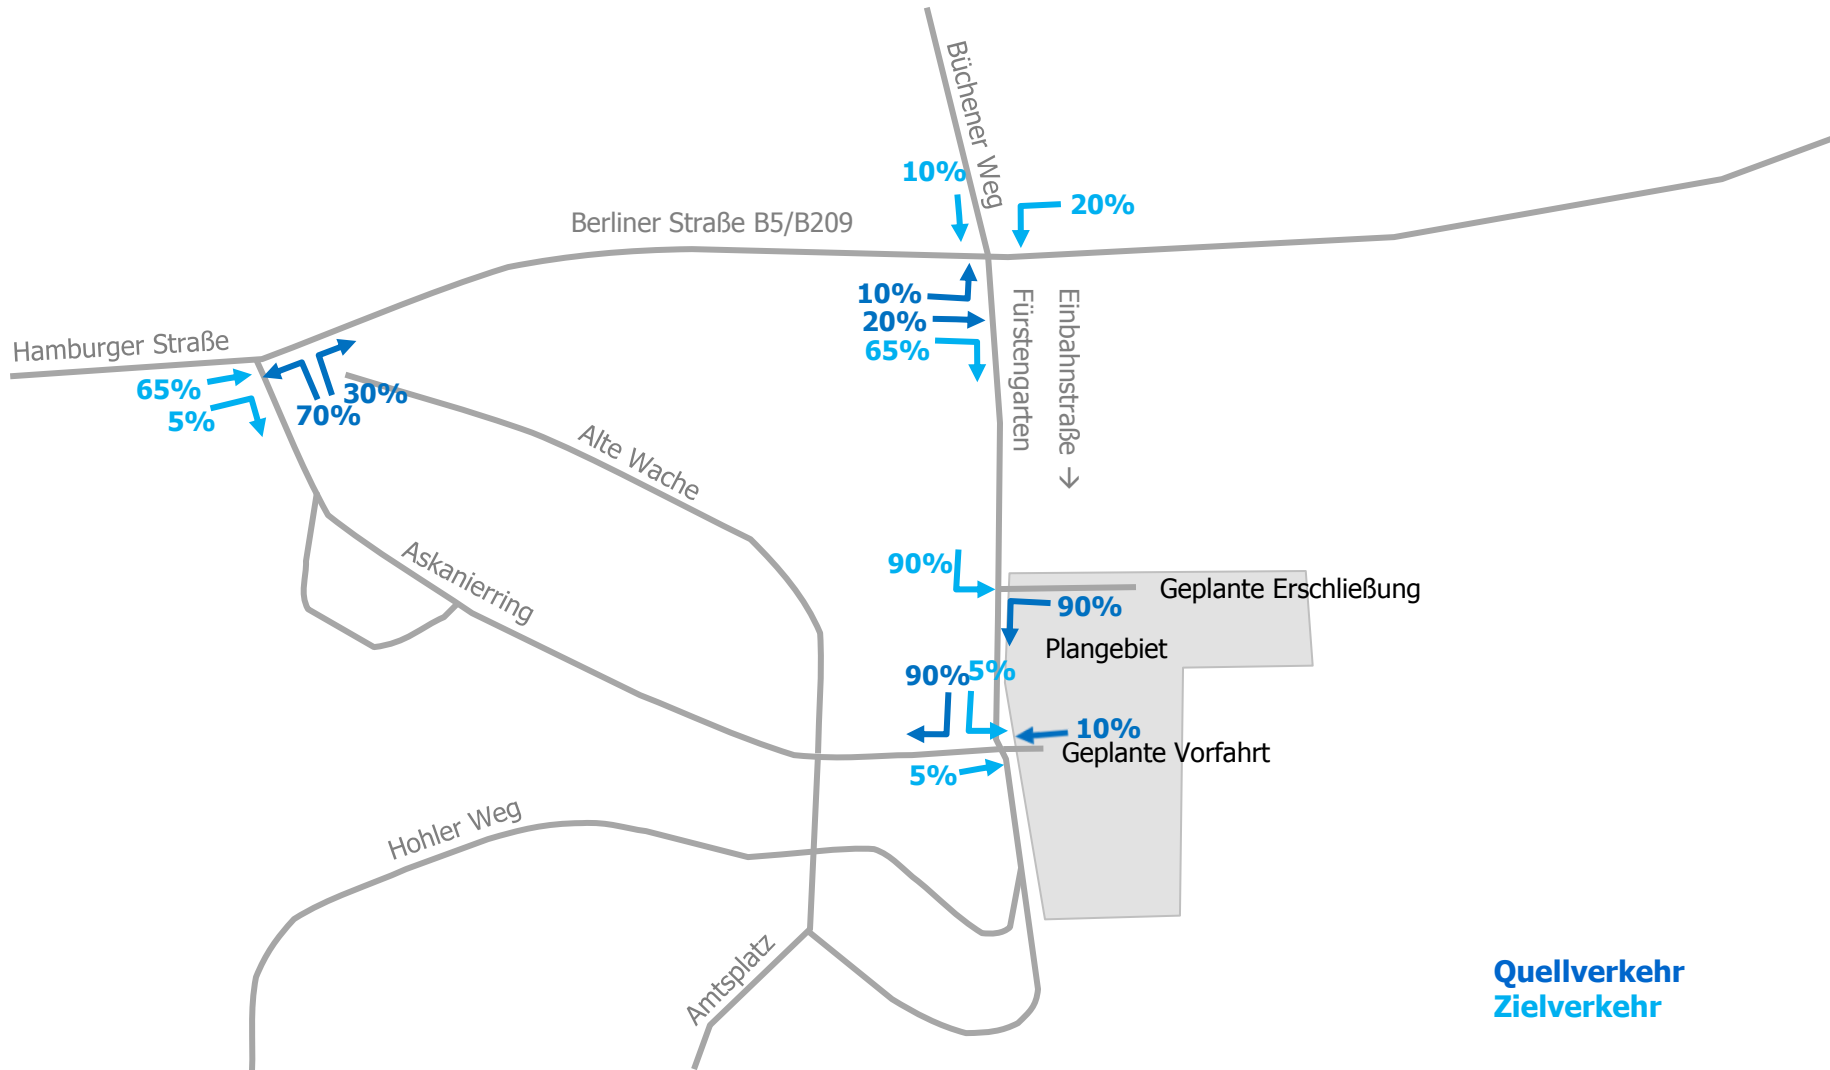 Büchener Weg
10%
20%
Berliner Straße B5/B209
10%
20%
65%
Fürstengarten
Einbahnstraße →
Hamburger Straße
65%
5%
30%
70%
Alte Wache
Askanierring
90%
Geplante Erschließung
90%
Plangebiet
90%
5%
10%
Geplante Vorfahrt
5%
Hohler Weg
Amtsplatz
Quellverkehr
Zielverkehr